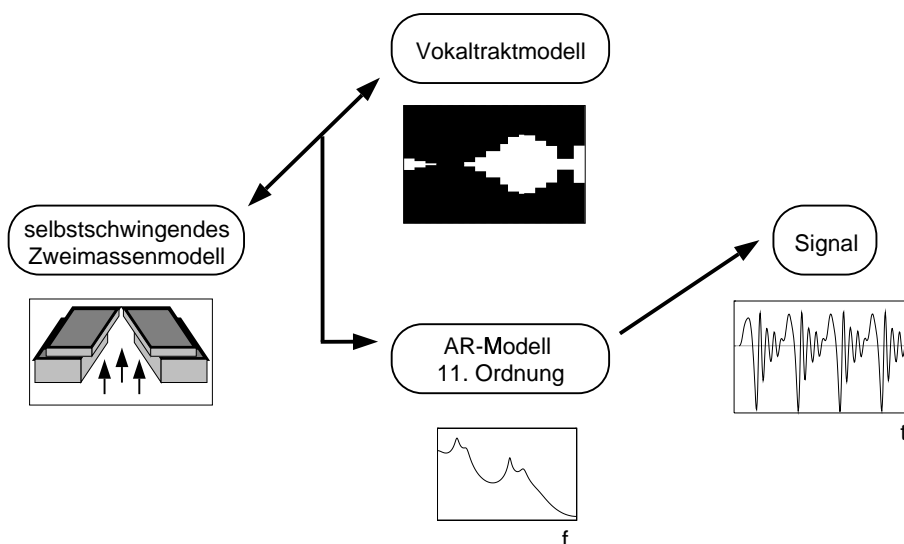 Vokaltraktmodell
selbstschwingendes
Zweimassenmodell
Signal
AR-Modell
11. Ordnung
t
f